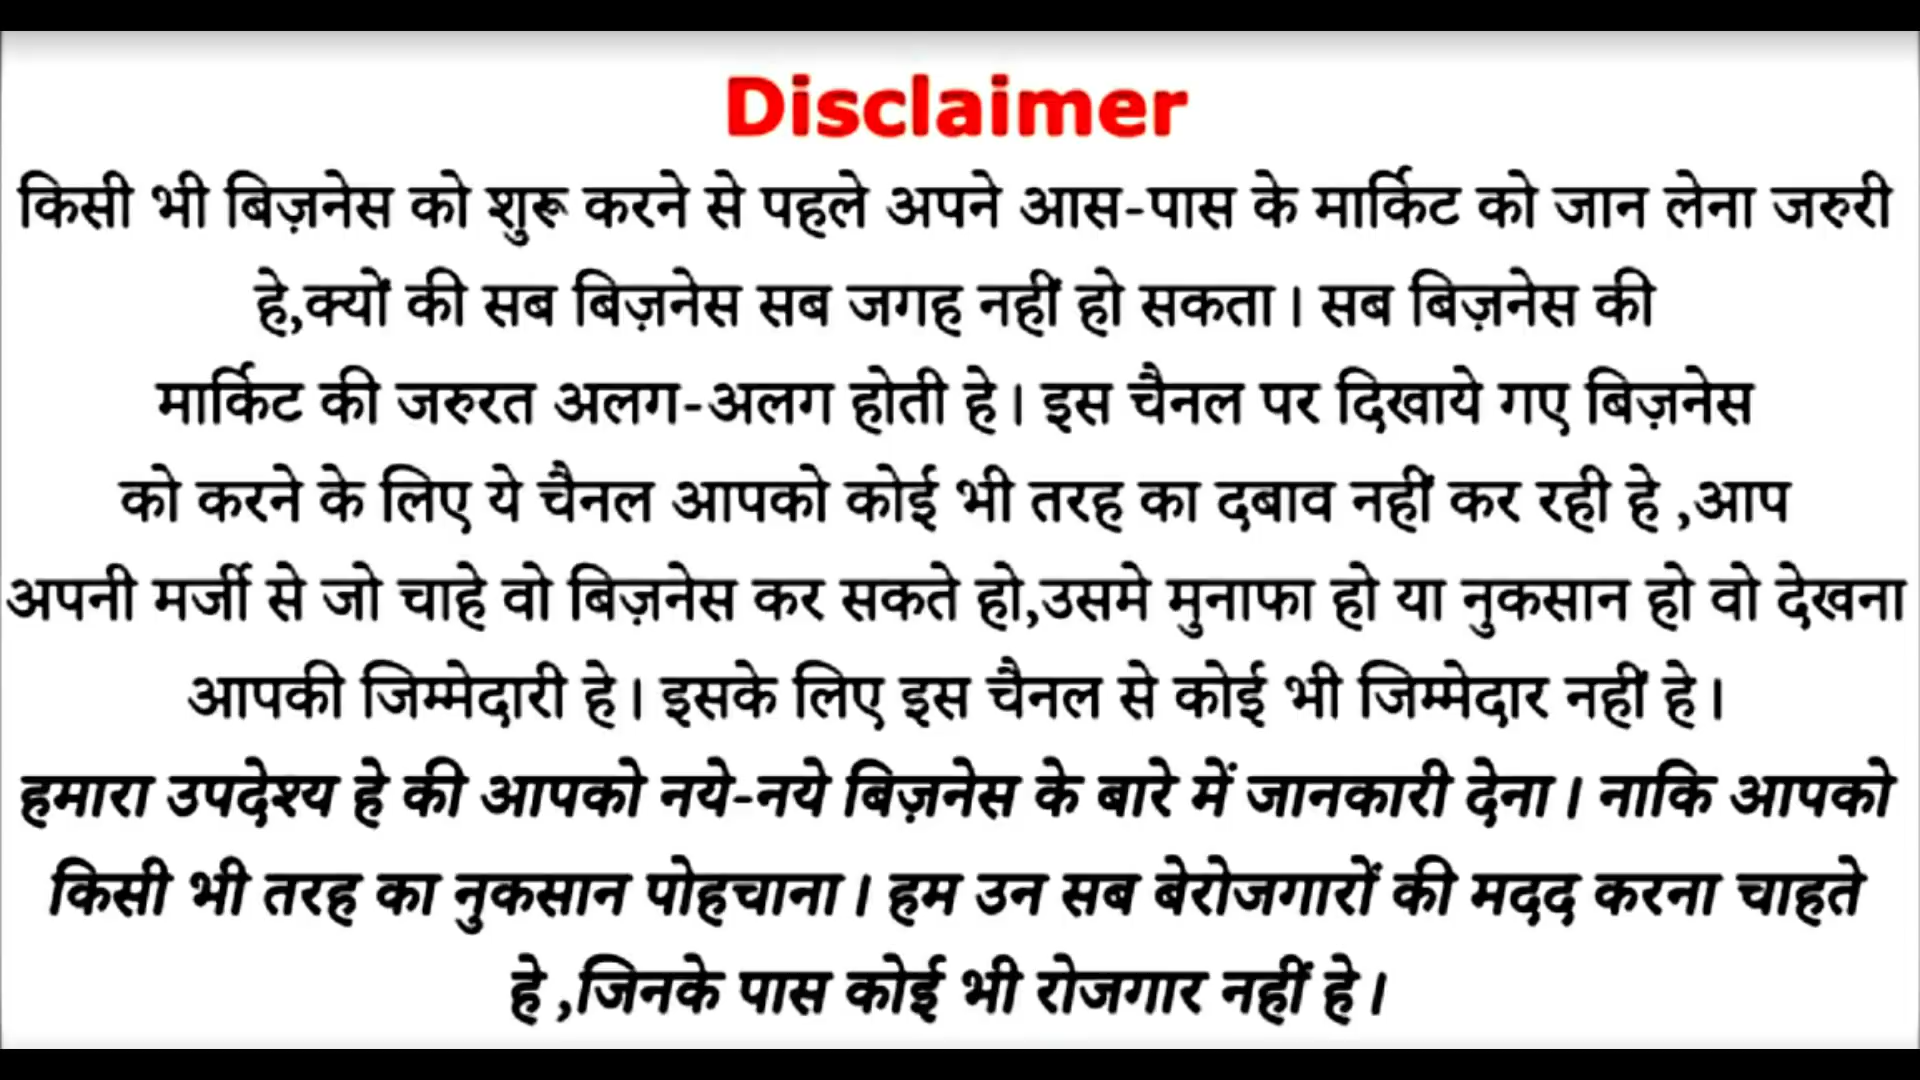 Disclaimer
किसी भी बिज़नेस को शुरू करने से पहले अपने आस-पास के मार्किट को जान लेना जरुरी
हे,क्यों की सब बिज़नेस सब जगह नहीं हो सकता। सब बिज़नेस की
मार्किट की जरुरत अलग-अलग होती हे। इस चैनल पर दिखाये गए बिज़नेस
को करने के लिए ये चैनल आपको कोई भी तरह का दबाव नहीं कर रही हे ,आप
अपनी मर्जी से जो चाहे वो बिज़नेस कर सकते हो,उसमे मुनाफा हो या नुकसान हो वो देखना
आपकी जिम्मेदारी हे। इसके लिए इस चैनल से कोई भी जिम्मेदार नहीं हे।
हमारा उपदेश्य हे की आपको नये-नये बिज़नेस के बारे में जानकारी देना। नाकि आपको
किसी भी तरह का नुकसान पोहचाना। हम उन सब बेरोजगारों की मदद करना चाहते
हे ,जिनके पास कोई भी रोजगार नहीं हे।